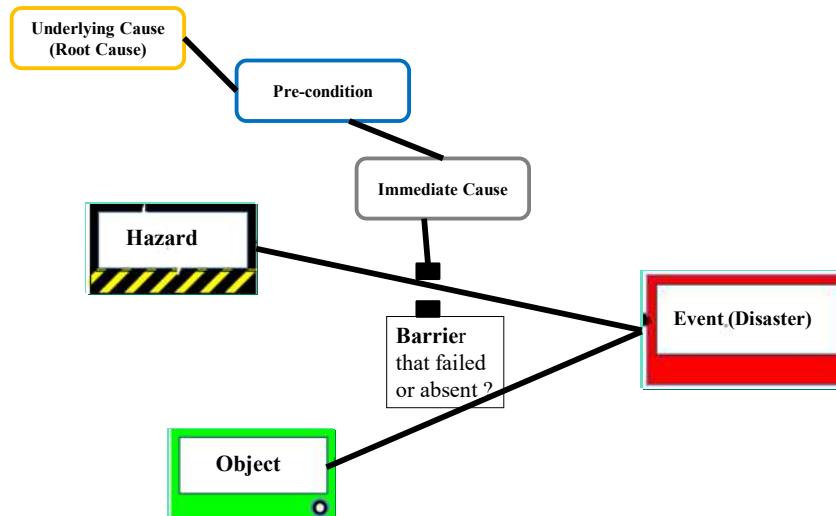 Underlying Cause
(Root Cause)
Pre-condition
Immediate Cause
Hazard
Event (Disaster)
Barrier
that failed
or absent ?
Object